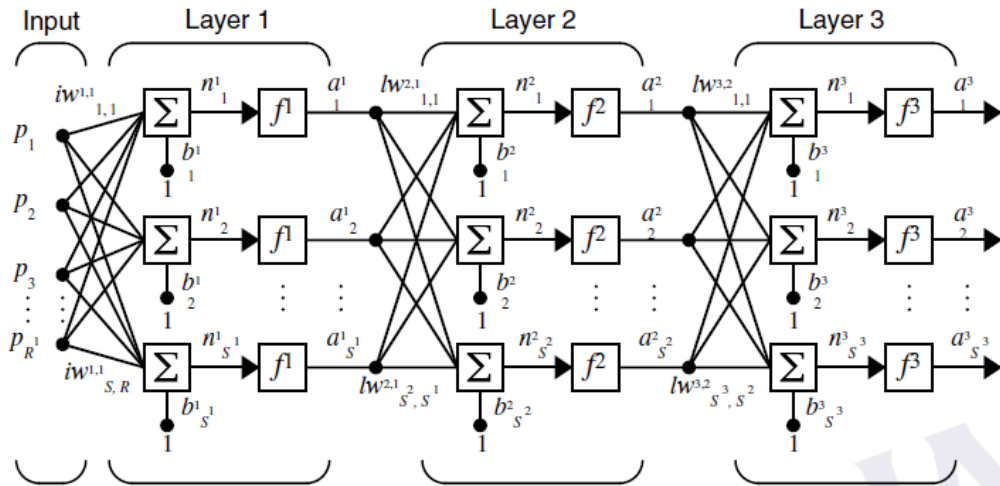 Input Layer 1 Layer 2 Layer 3
iw¹,¹ 1,1 n¹ 1 a¹ 1 lw²,¹ 1,1 n² 1 a² 1 lw³,² 1,1 n³ 1 a³ 1
p₁ Σ f¹ Σ f² Σ f³
b¹ 1 b² 1 b³ 1
1 1 1
p₂ n¹ 2 a¹ 2 n² 2 a² 2 n³ 2 a³ 2
Σ f¹ Σ f² Σ f³
p₃ b¹ 2 b² 2 b³ 2
1 1 1
p R¹ n¹ S¹ a¹ S¹ n² S² a² S² n³ S³ a³ S³
Σ f¹ Σ f² Σ f³
iw¹,¹ S, R lw²,¹ S², S¹ lw³,² S³, S²
b¹ S¹ b² S² b³ S³
1 1 1